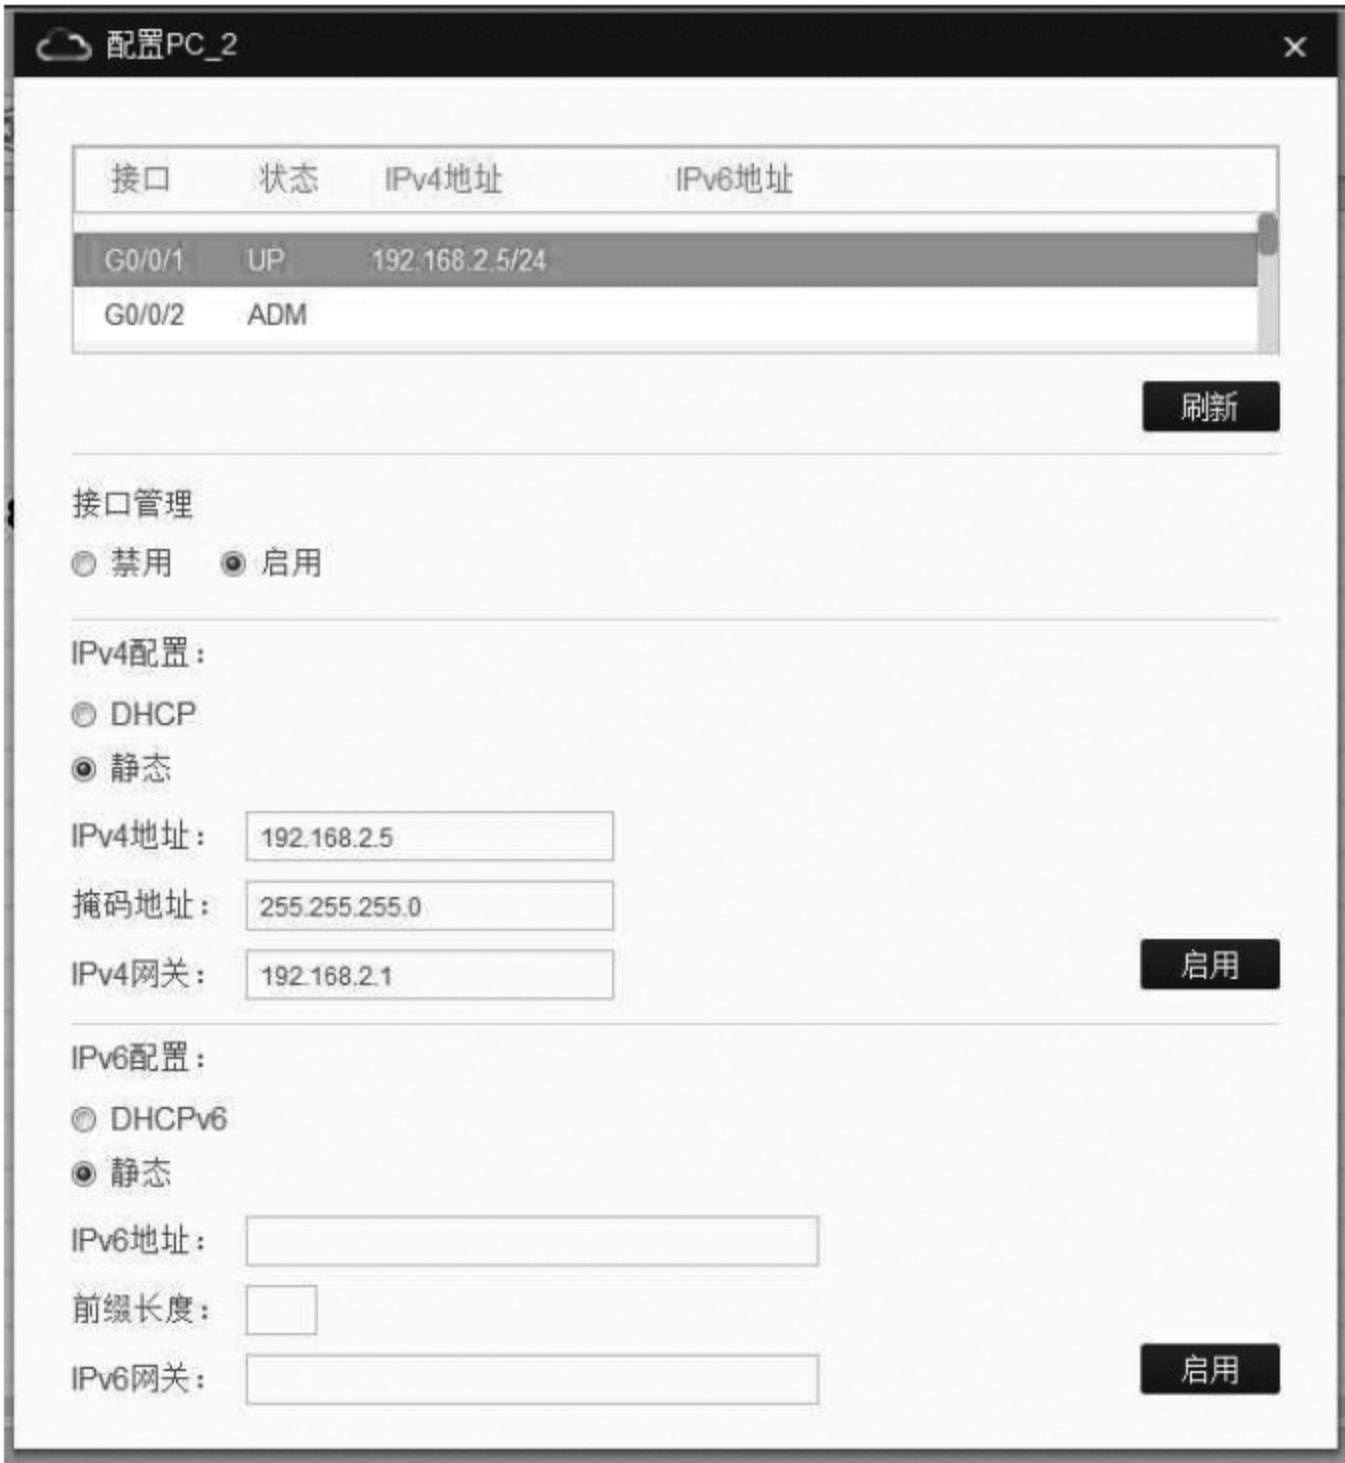 配置PC_2
接口 状态 IPv4地址 IPv6地址
G0/0/1 UP 192.168.2.5/24
G0/0/2 ADM
刷新
接口管理
禁用 启用
IPv4配置：
DHCP
静态
IPv4地址： 192.168.2.5
掩码地址： 255.255.255.0
IPv4网关： 192.168.2.1
启用
IPv6配置：
DHCPv6
静态
IPv6地址：
前缀长度：
IPv6网关：
启用